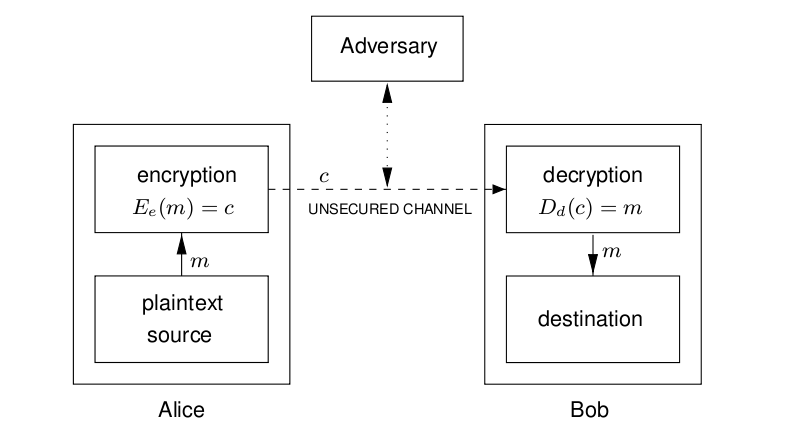 Adversary
encryption
E_e(m) = c
c
UNSECURED CHANNEL
decryption
D_d(c) = m
m
plaintext
source
m
destination
Alice
Bob